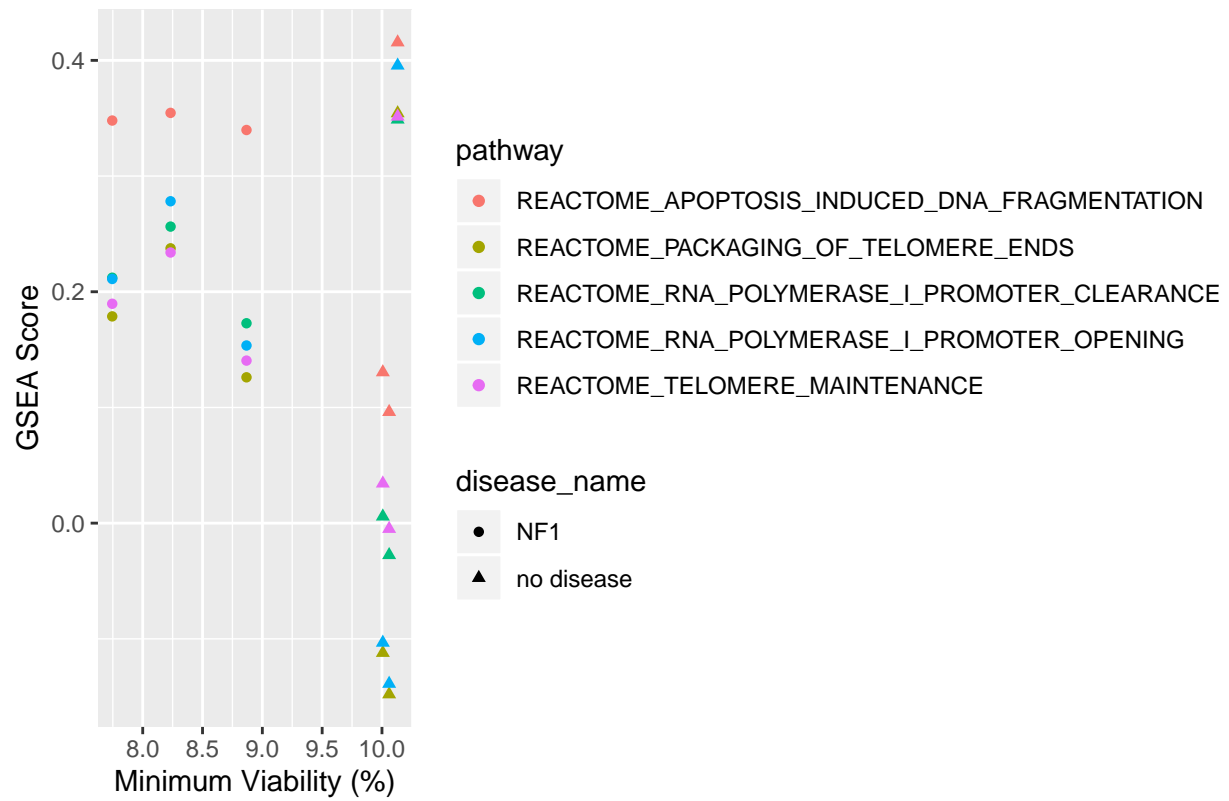 0.4
0.2
0.0
GSEA Score
8.0 8.5 9.0 9.5 10.0
Minimum Viability (%)
pathway
REACTOME_APOPTOSIS_INDUCED_DNA_FRAGMENTATION
REACTOME_PACKAGING_OF_TELOMERE_ENDS
REACTOME_RNA_POLYMERASE_I_PROMOTER_CLEARANCE
REACTOME_RNA_POLYMERASE_I_PROMOTER_OPENING
REACTOME_TELOMERE_MAINTENANCE
disease_name
NF1
no disease